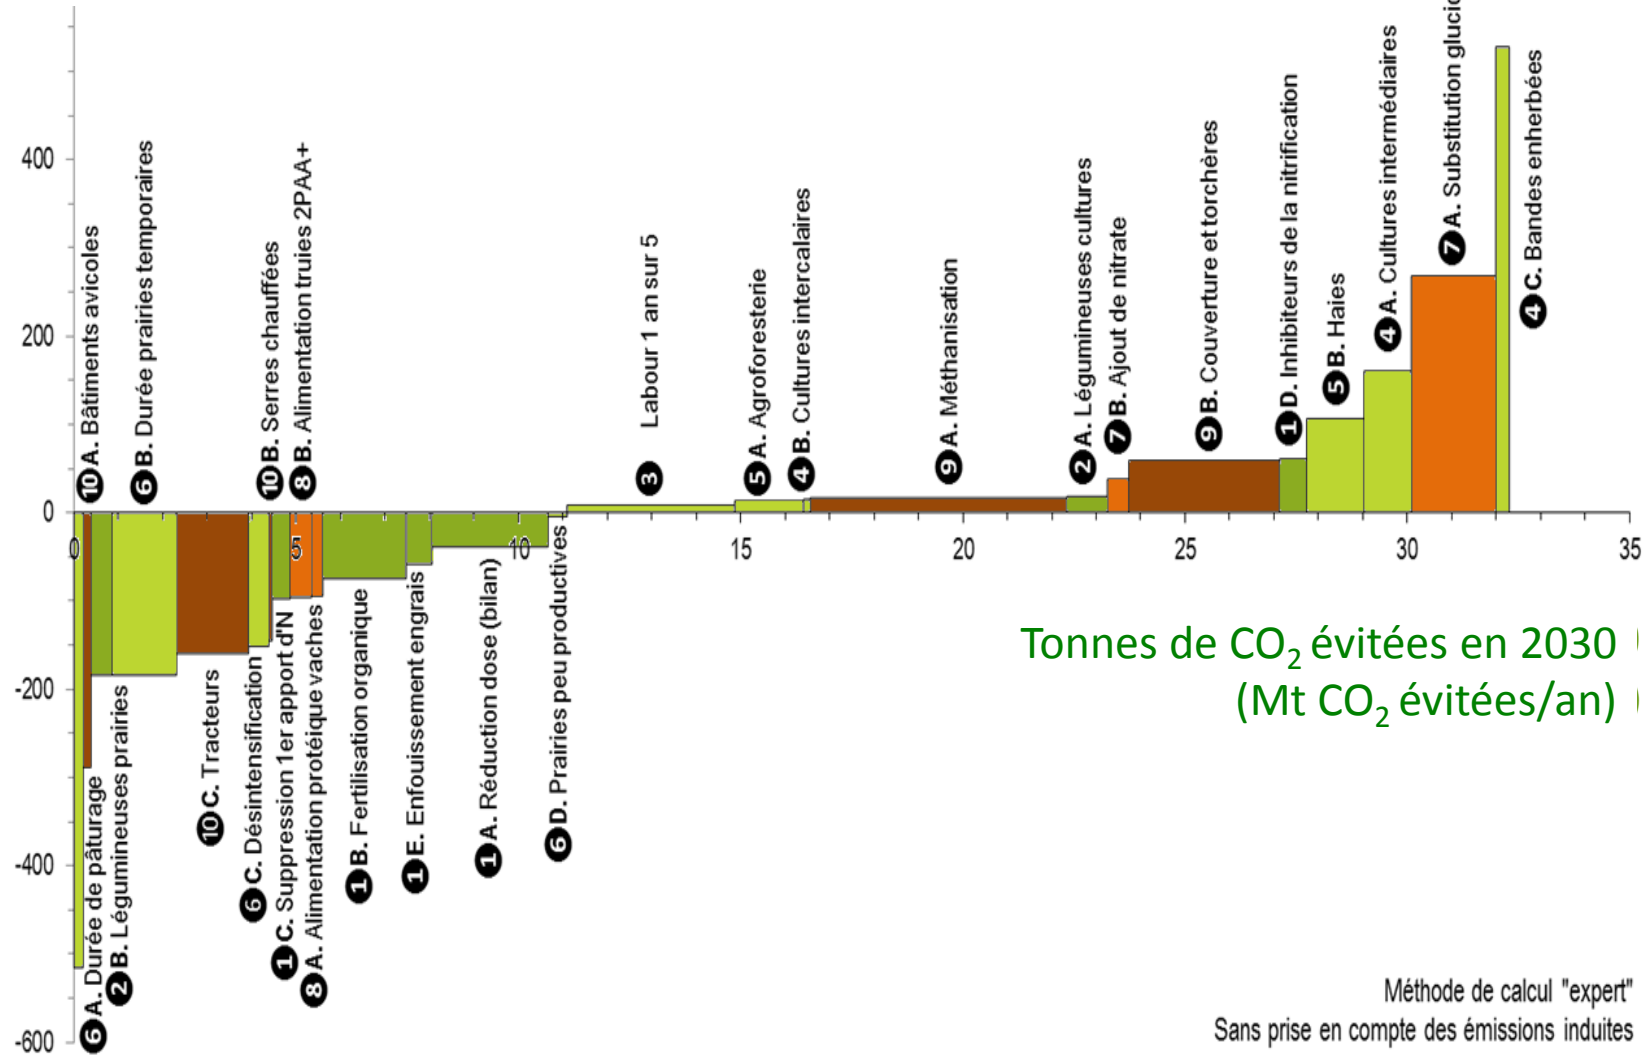 400
200
0
-200
-400
-600
0
5
10
15
20
25
30
35
10 A. Bâtiments avicoles
6 B. Durée prairies temporaires
10 B. Serres chauffées
8 B. Alimentation truies 2PAA+
3 Labour 1 an sur 5
5 A. Agroforesterie
4 B. Cultures intercalaires
9 A. Méthanisation
2 A. Légumineuses cultures
7 B. Ajout de nitrate
9 B. Couverture et torchères
1 D. Inhibiteurs de la nitrification
5 B. Haies
4 A. Cultures intermédiaires
7 A. Substitution glucid
4 C. Bandes enherbées
6 A. Durée de pâturage
2 B. Légumineuses prairies
10 C. Tracteurs
6 C. Désintensification
1 C. Suppression 1er apport d'N
8 A. Alimentation protéique vaches
1 B. Fertilisation organique
1 E. Enfouissement engrais
1 A. Réduction dose (bilan)
6 D. Prairies peu productives
Tonnes de CO₂ évitées en 2030
(Mt CO₂ évitées/an)
Méthode de calcul "expert"
Sans prise en compte des émissions induites